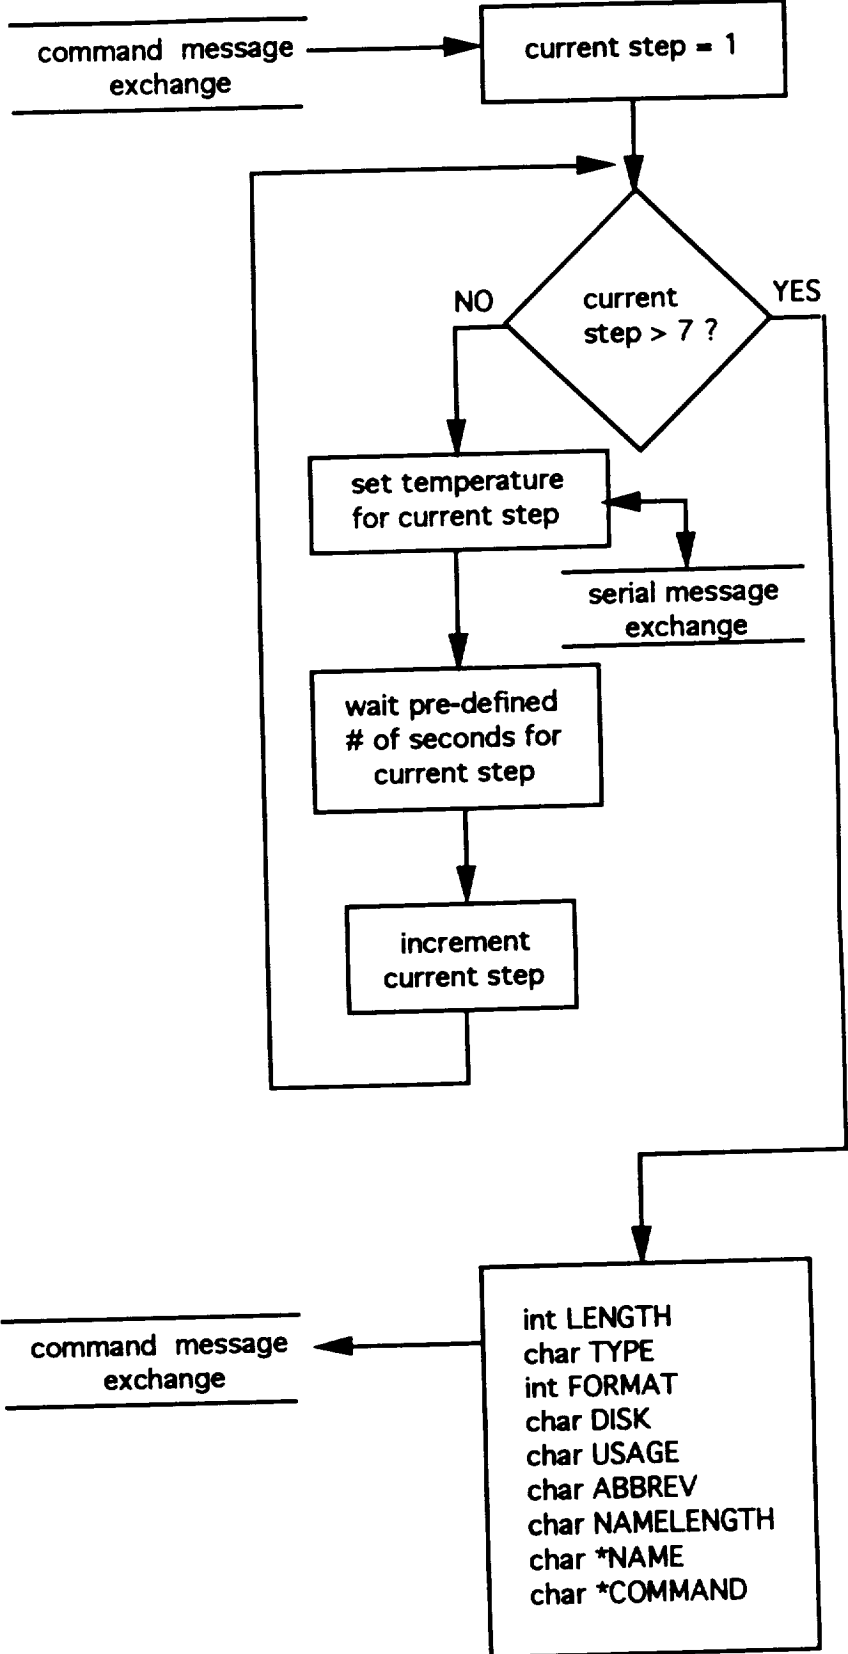 command message
exchange
current step = 1
NO
current
step > 7 ?
YES
set temperature
for current step
serial message
exchange
wait pre-defined
# of seconds for
current step
increment
current step
command message
exchange
int LENGTH
char TYPE
int FORMAT
char DISK
char USAGE
char ABBREV
char NAMELENGTH
char *NAME
char *COMMAND